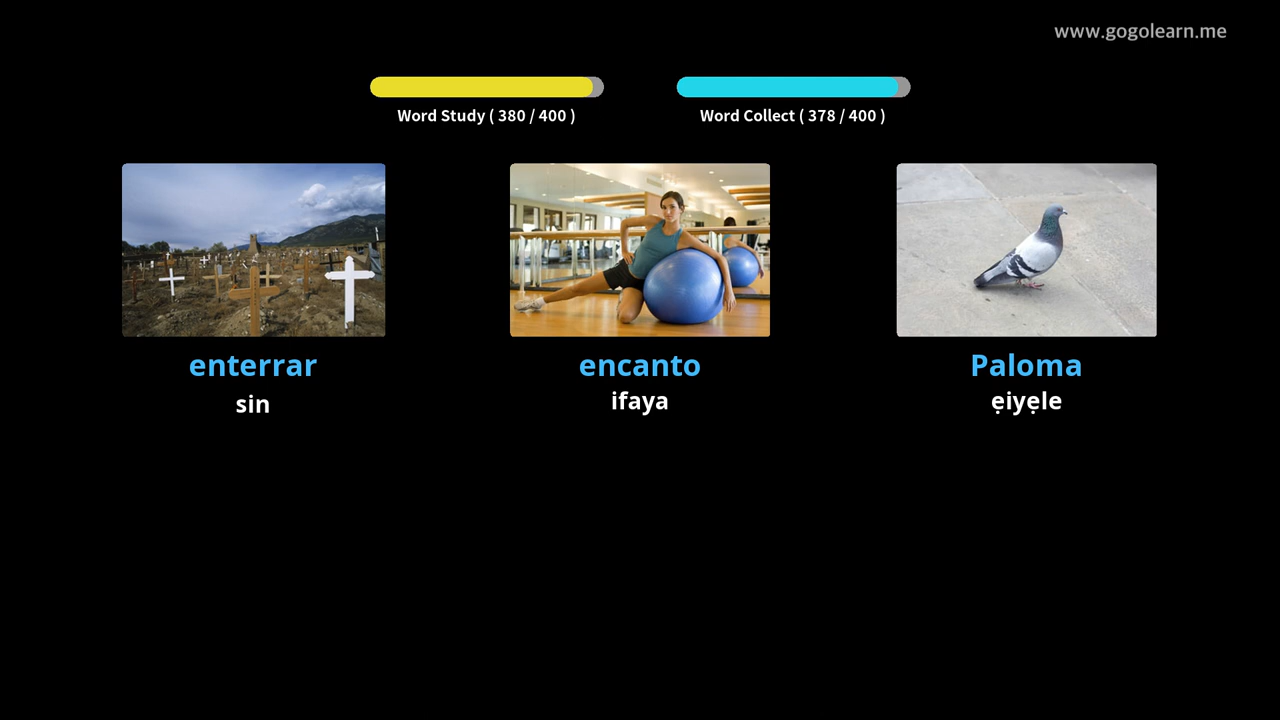 www.gogolearn.me
Word Study ( 380 / 400 )
Word Collect ( 378 / 400 )
enterrar
sin
encanto
ifaya
Paloma
ẹiyẹle